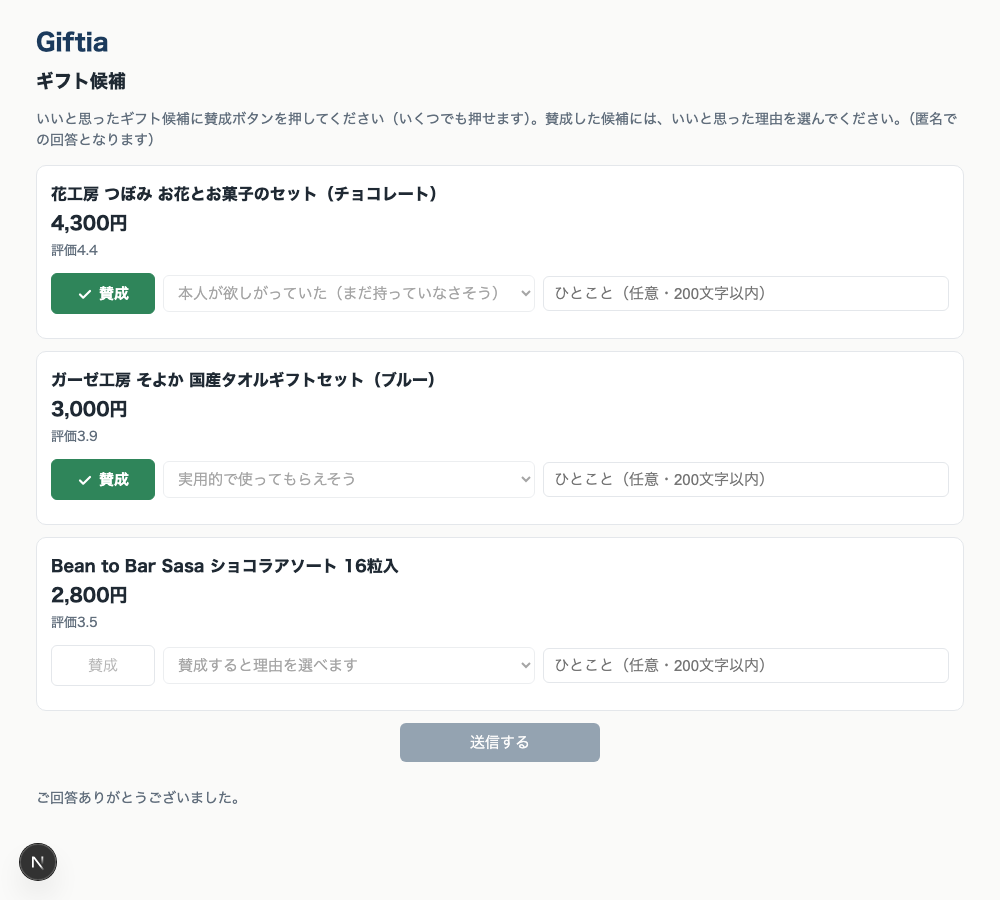 Giftia
ギフト候補
いいと思ったギフト候補に賛成ボタンを押してください（いくつでも押せます）。賛成した候補には、いいと思った理由を選んでください。（匿名で
の回答となります）
花工房 つぼみ お花とお菓子のセット（チョコレート）
4,300円
評価4.4
賛成 本人が欲しがっていた（まだ持っていなさそう） ひとこと（任意・200文字以内）
ガーゼ工房 そよか 国産タオルギフトセット（ブルー）
3,000円
評価3.9
賛成 実用的で使ってもらえそう ひとこと（任意・200文字以内）
Bean to Bar Sasa ショコラアソート 16粒入
2,800円
評価3.5
賛成 賛成すると理由を選べます ひとこと（任意・200文字以内）
送信する
ご回答ありがとうございました。
N